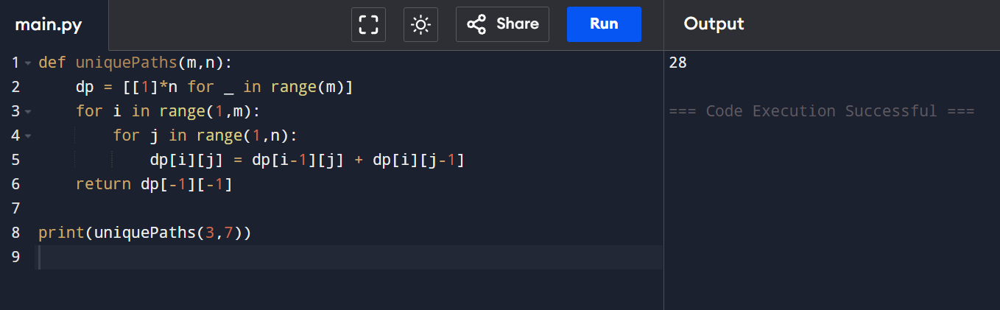 main.py
Share
Run
Output
1 def uniquePaths(m,n):
2     dp = [[1]*n for _ in range(m)]
3     for i in range(1,m):
4         for j in range(1,n):
5             dp[i][j] = dp[i-1][j] + dp[i][j-1]
6     return dp[-1][-1]
7
8 print(uniquePaths(3,7))
9
28
=== Code Execution Successful ===